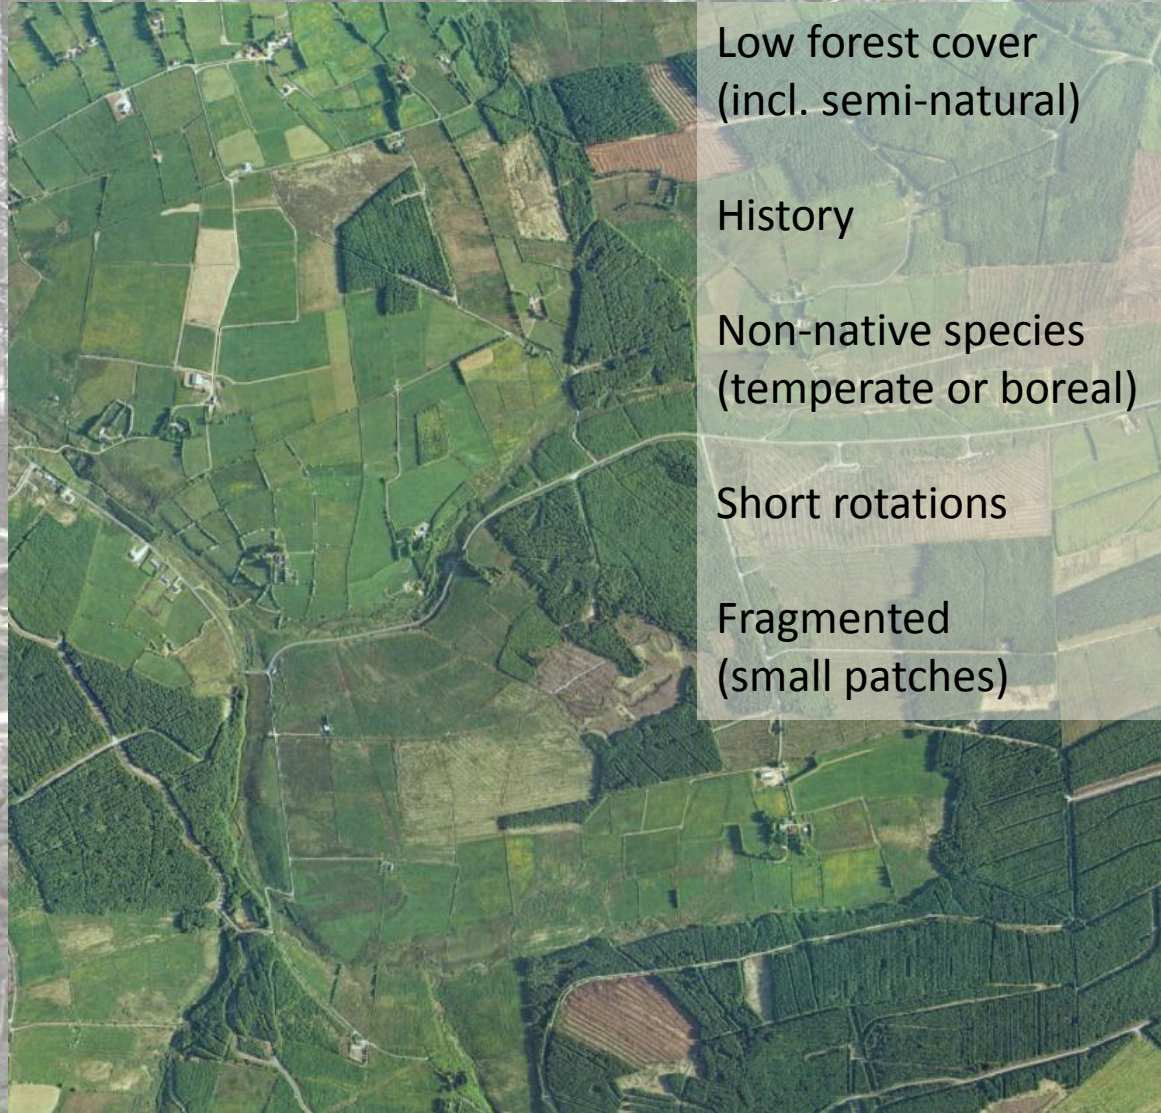 Low forest cover
(incl. semi-natural)
History
Non-native species
(temperate or boreal)
Short rotations
Fragmented
(small patches)